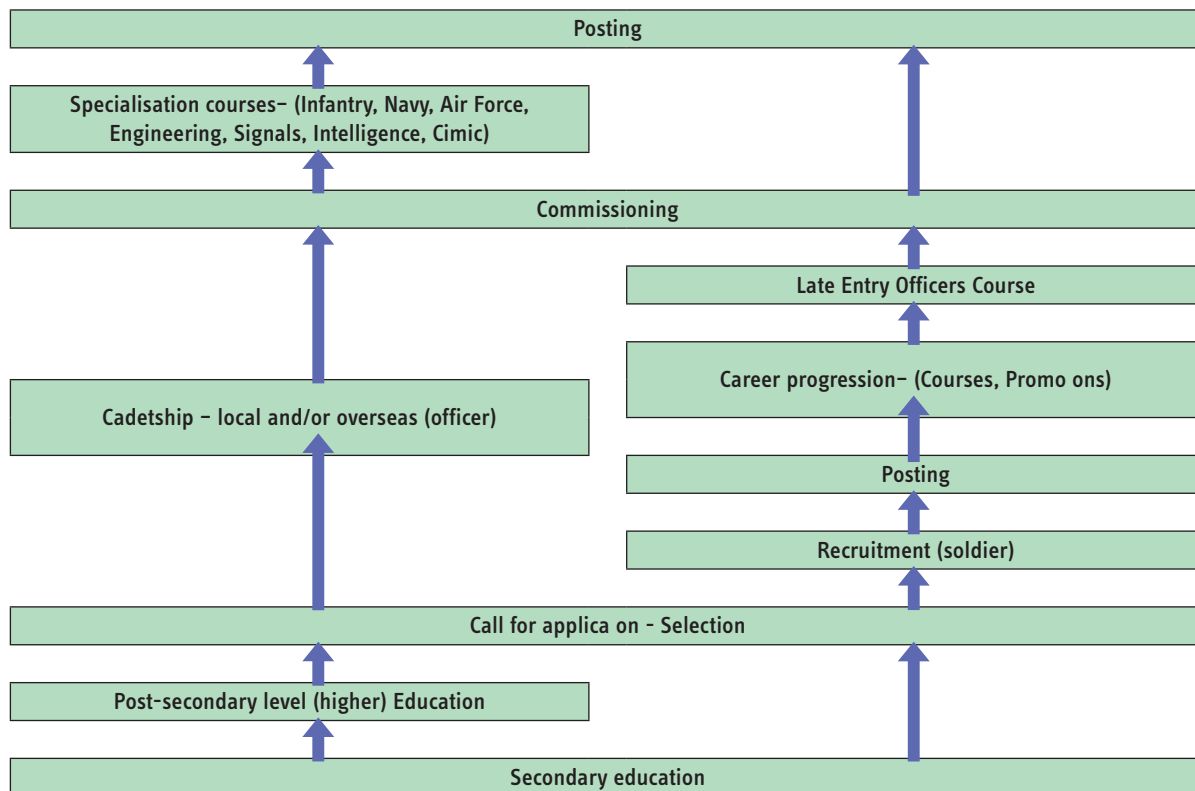 Posting
Specialisation courses– (Infantry, Navy, Air Force,
Engineering, Signals, Intelligence, Cimic)
Commissioning
Late Entry Officers Course
Career progression– (Courses, Promo ons)
Cadetship – local and/or overseas (officer)
Posting
Recruitment (soldier)
Call for applica on - Selection
Post-secondary level (higher) Education
Secondary education